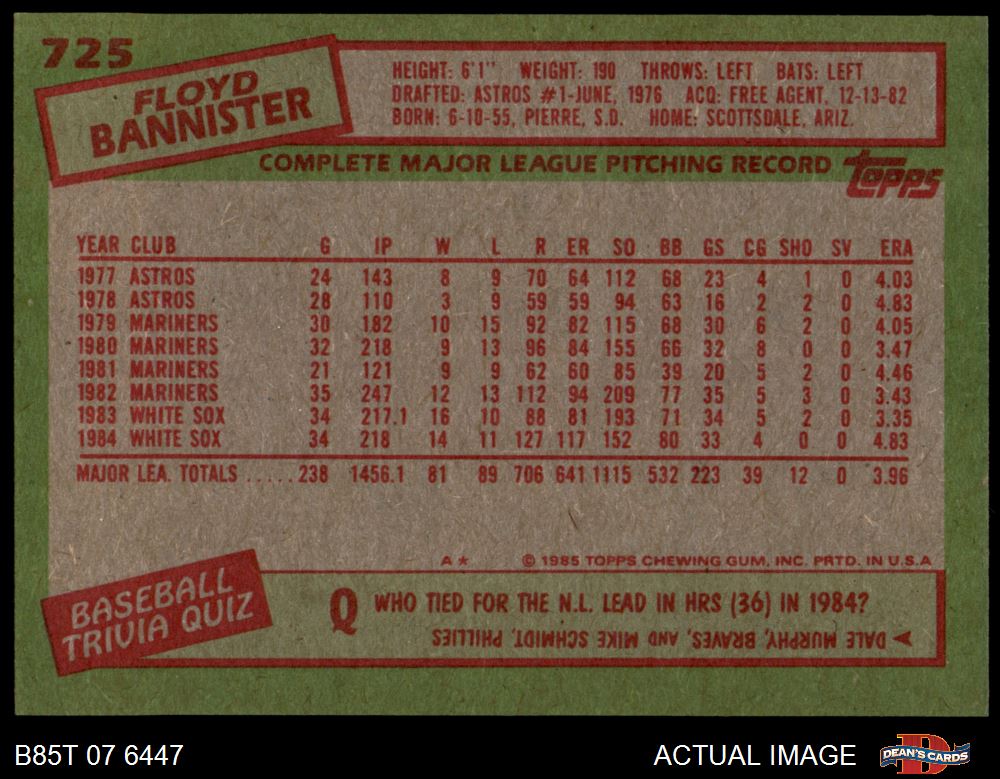 725
FLOYD
BANNISTER
HEIGHT: 6'1" WEIGHT: 190 THROWS: LEFT BATS: LEFT
DRAFTED: ASTROS #1-JUNE, 1976 ACQ: FREE AGENT, 12-13-82
BORN: 6-10-55, PIERRE, S.D. HOME: SCOTTSDALE, ARIZ.
COMPLETE MAJOR LEAGUE PITCHING RECORD
Topps
YEAR CLUB G IP W L R ER SO BB GS CG SHO SV ERA
1977 ASTROS 24 143 8 9 70 64 112 68 23 4 1 0 4.03
1978 ASTROS 28 110 3 9 59 59 94 63 16 2 2 0 4.83
1979 MARINERS 30 182 10 15 92 82 115 68 30 6 2 0 4.05
1980 MARINERS 32 218 9 13 96 84 155 66 32 8 0 0 3.47
1981 MARINERS 21 121 9 9 62 60 85 39 20 5 2 0 4.46
1982 MARINERS 35 247 12 13 112 94 209 77 35 5 3 0 3.43
1983 WHITE SOX 34 217.1 16 10 88 81 193 71 34 5 2 0 3.35
1984 WHITE SOX 34 218 14 11 127 117 152 80 33 4 0 0 4.83
MAJOR LEA. TOTALS ..... 238 1456.1 81 89 706 641 1115 532 223 39 12 0 3.96
A* © 1985 TOPPS CHEWING GUM, INC. PRTD. IN U.S.A
BASEBALL
TRIVIA QUIZ
Q WHO TIED FOR THE N.L. LEAD IN HRS (36) IN 1984?
DALE MURPHY, BRAVES, AND MIKE SCHMIDT, PHILLIES
B85T 07 6447
ACTUAL IMAGE
D
DEAN'S CARDS